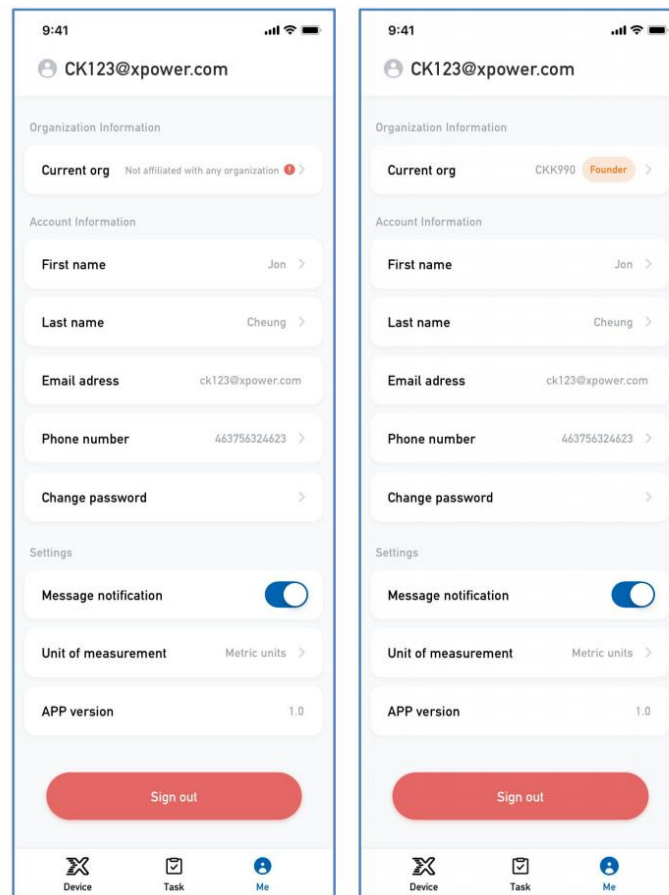 9:41
CK123@xpower.com
Organization Information
Current org Not affiliated with any organization
Account Information
First name Jon
Last name Cheung
Email adress ck123@xpower.com
Phone number 463756324623
Change password
Settings
Message notification
Unit of measurement Metric units
APP version 1.0
Sign out
Device Task Me
9:41
CK123@xpower.com
Organization Information
Current org CKK990 Founder
Account Information
First name Jon
Last name Cheung
Email adress ck123@xpower.com
Phone number 463756324623
Change password
Settings
Message notification
Unit of measurement Metric units
APP version 1.0
Sign out
Device Task Me